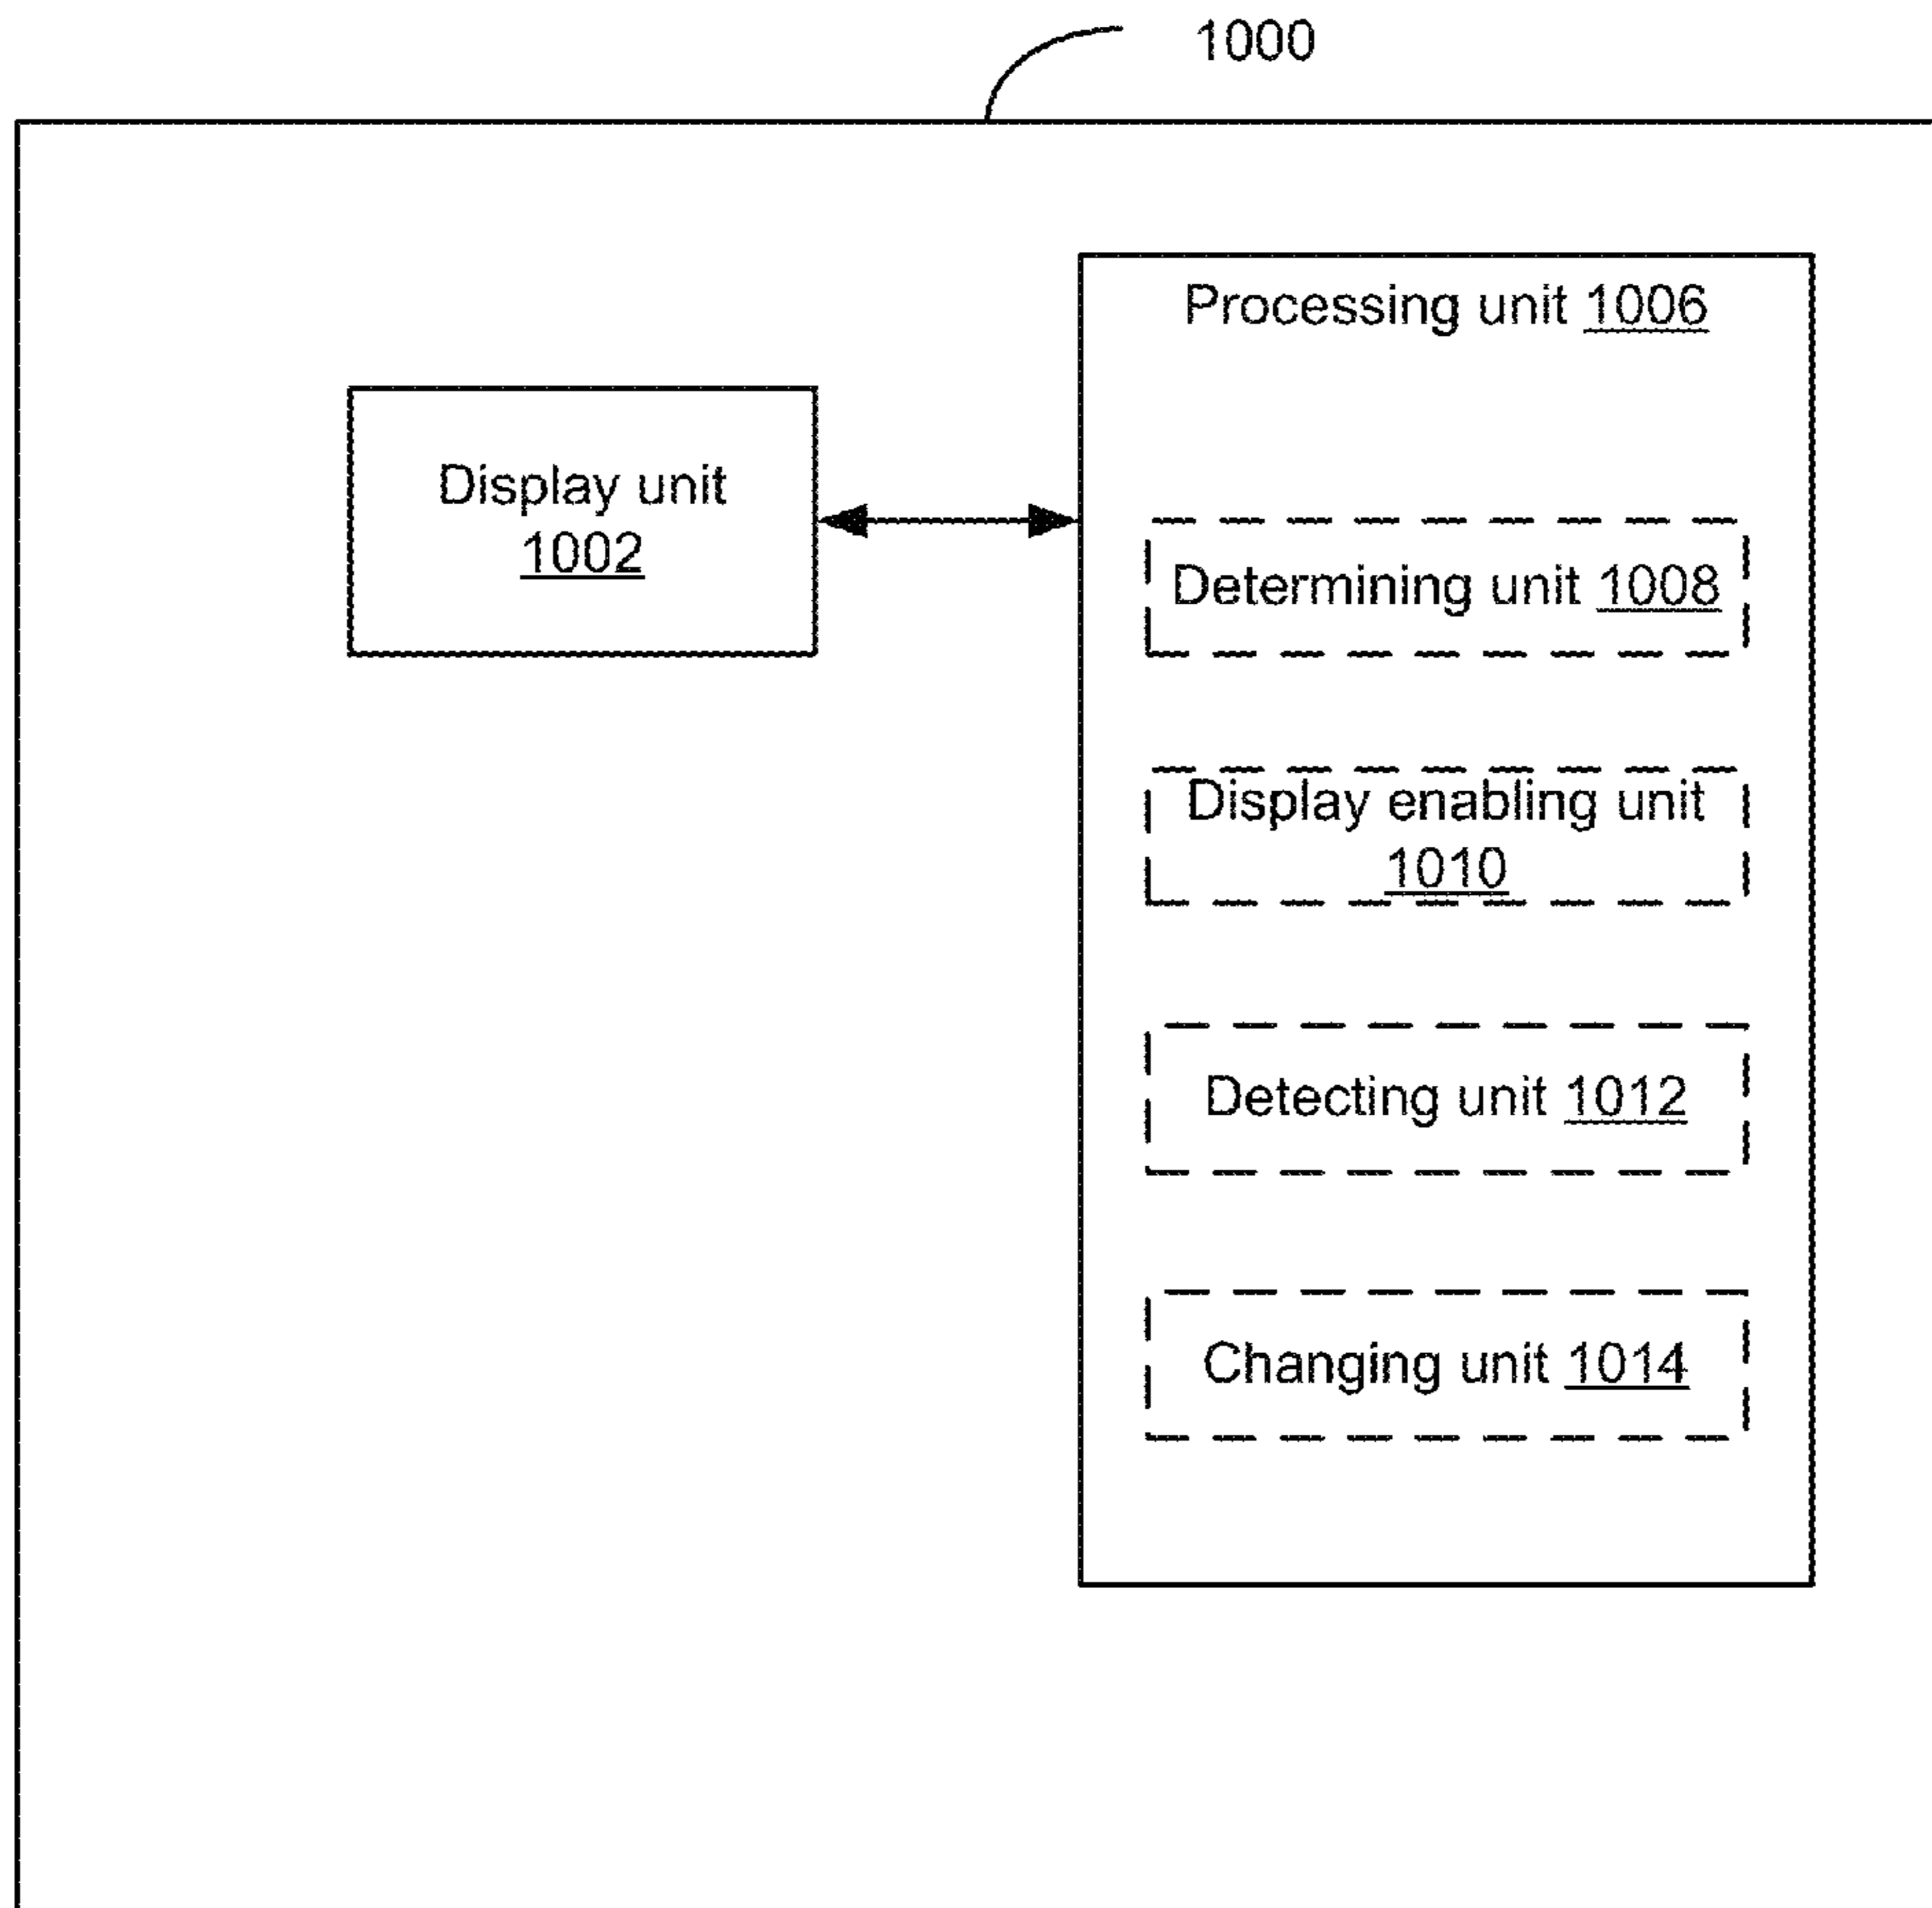 1000
Processing unit 1006
Display unit
1002
Determining unit 1008
Display enabling unit
1010
Detecting unit 1012
Changing unit 1014